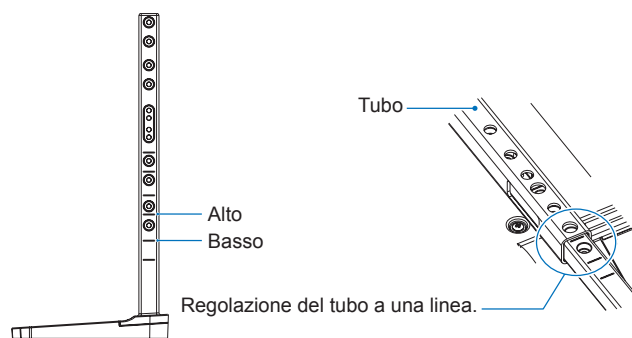 Tubo
Alto
Basso
Regolazione del tubo a una linea.